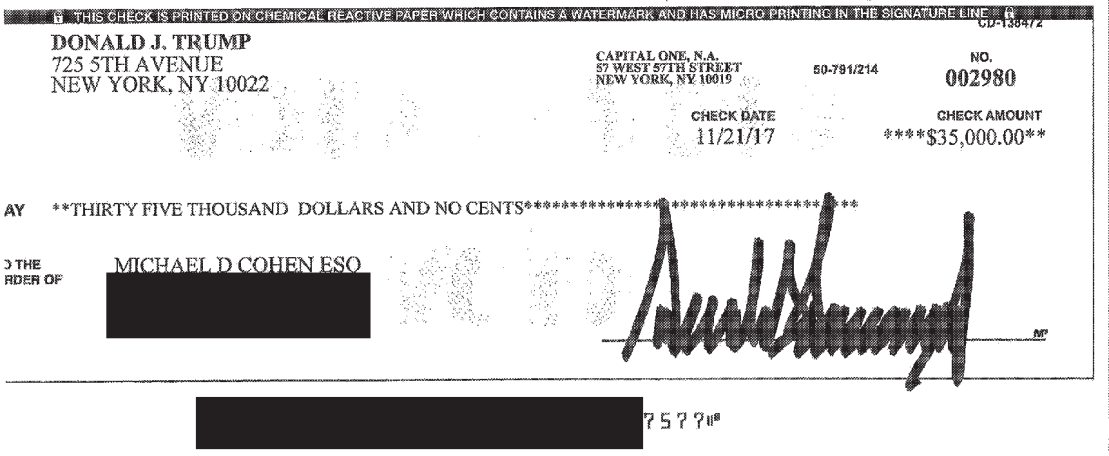 THIS CHECK IS PRINTED ON CHEMICAL REACTIVE PAPER WHICH CONTAINS A WATERMARK AND HAS MICRO PRINTING IN THE SIGNATURE LINE
CD-138472
DONALD J. TRUMP
725 5TH AVENUE
NEW YORK, NY 10022
CAPITAL ONE, N.A.
57 WEST 57TH STREET
NEW YORK, NY 10019
50-791/214
NO.
002980
CHECK DATE
11/21/17
CHECK AMOUNT
****$35,000.00**
AY **THIRTY FIVE THOUSAND DOLLARS AND NO CENTS**********************************
O THE
RDER OF
MICHAEL D COHEN ESQ
MP
7577⑈